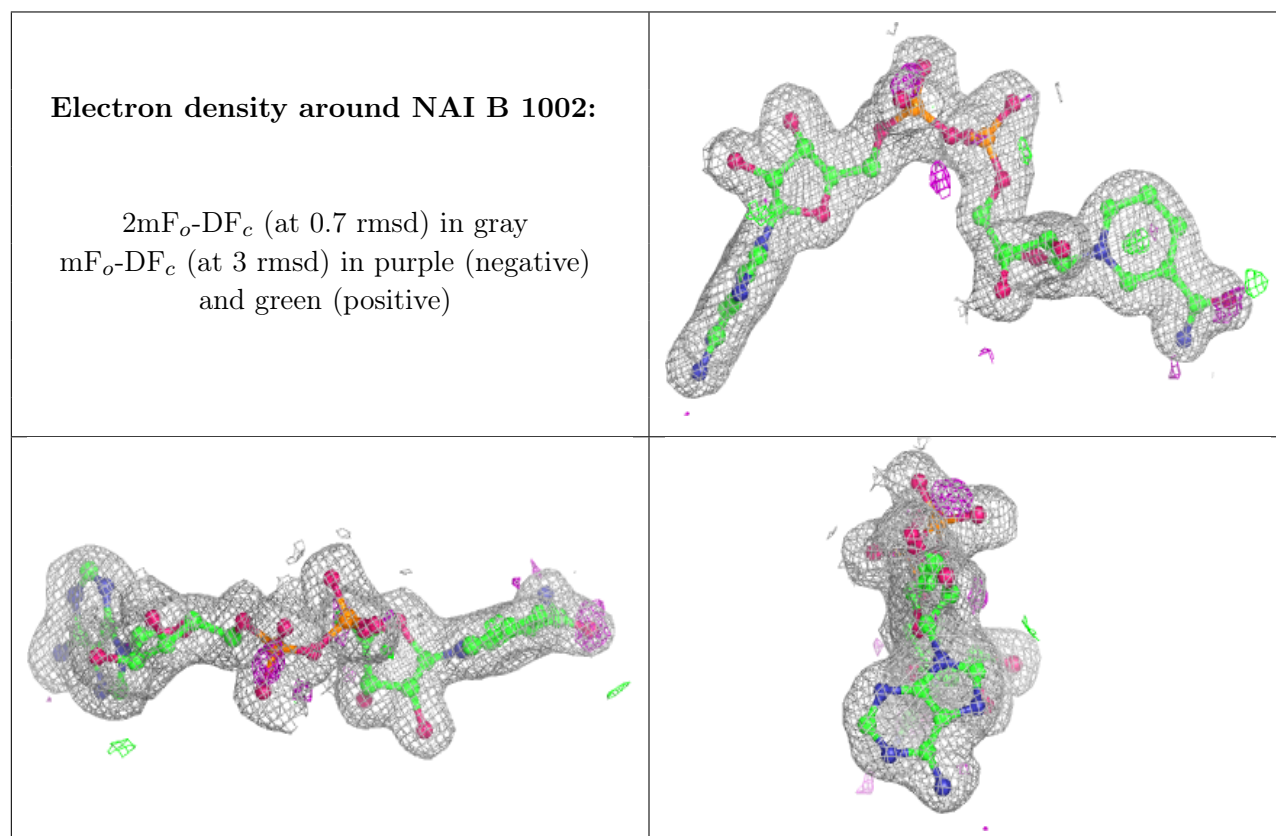 Electron density around NAI B 1002:
2mFo-DFc (at 0.7 rmsd) in gray
mFo-DFc (at 3 rmsd) in purple (negative)
and green (positive)